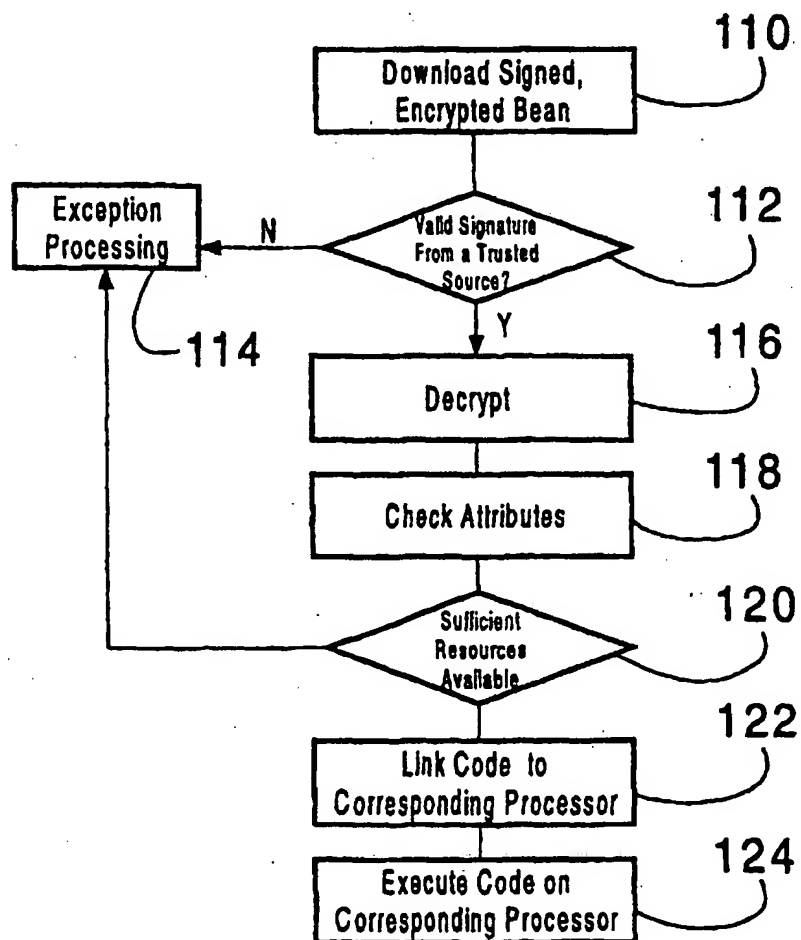 110
Download Signed,
Encrypted Bean
112
Valid Signature
From a Trusted
Source?
N
Exception
Processing
114
Y
116
Decrypt
118
Check Attributes
120
Sufficient
Resources
Available
122
Link Code to
Corresponding Processor
124
Execute Code on
Corresponding Processor